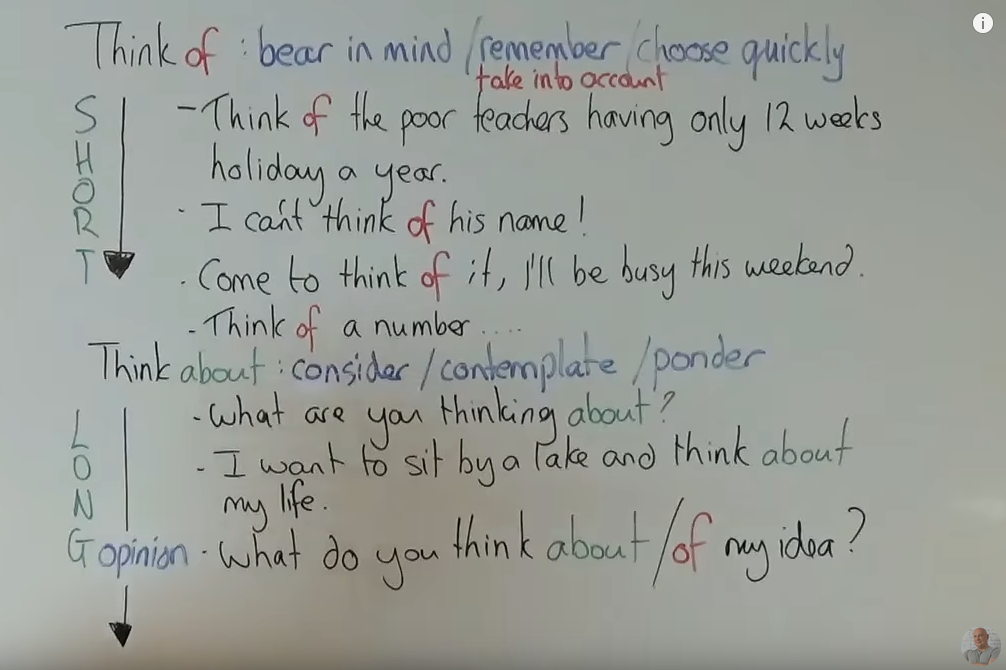 Think of : bear in mind /remember/choose quickly
take into account
SHORT
- Think of the poor teachers having only 12 weeks
holiday a year.
· I can't think of his name!
· Come to think of it, I'll be busy this weekend.
- Think of a number....
Think about : consider / contemplate /ponder
LONG
- What are you thinking about?
- I want to sit by a lake and think about
my life.
opinion · What do you think about/of my idea?